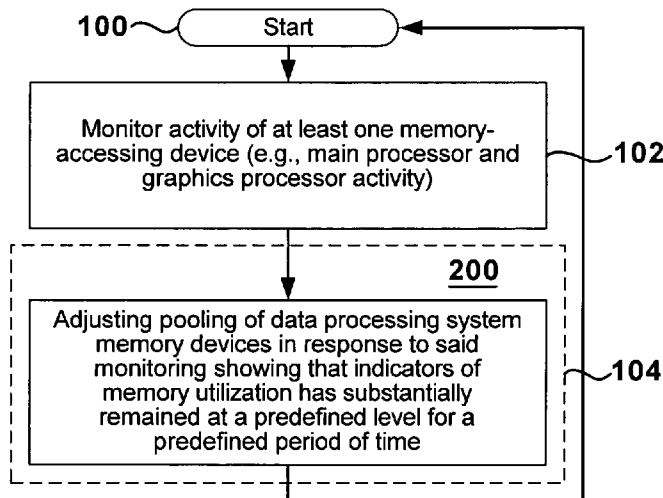 100
Start
Monitor activity of at least one memory-
accessing device (e.g., main processor and
graphics processor activity)
102
200
Adjusting pooling of data processing system
memory devices in response to said
monitoring showing that indicators of
memory utilization has substantially
remained at a predefined level for a
predefined period of time
104